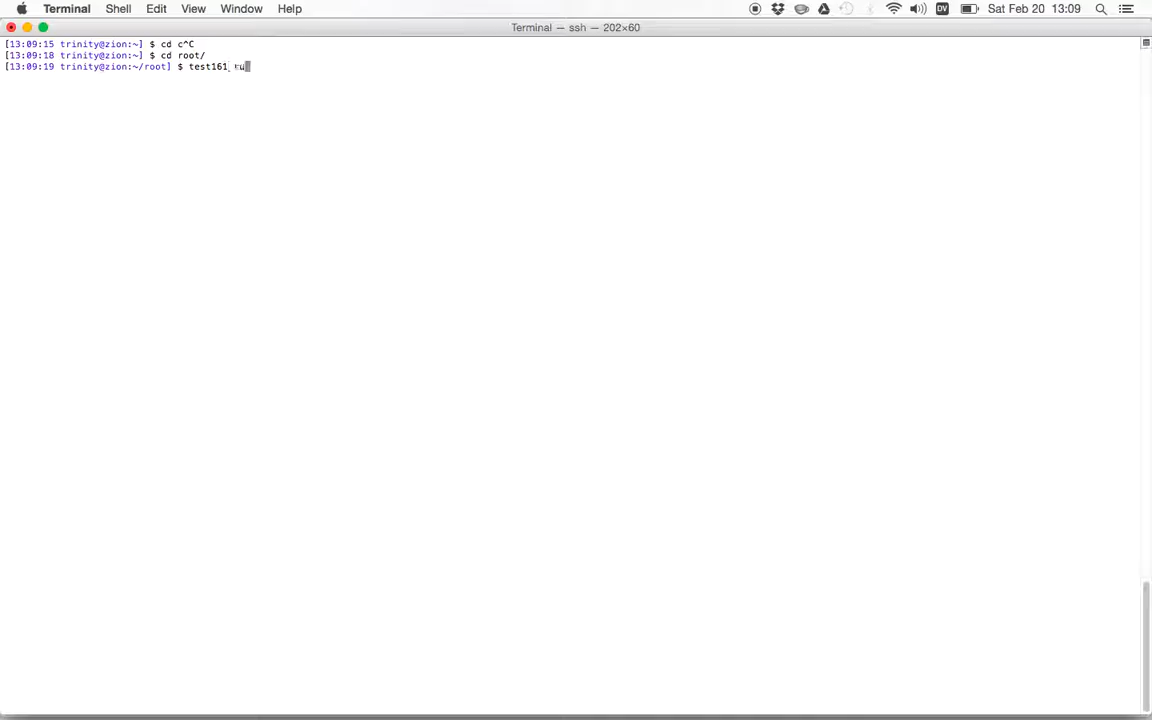 Terminal Shell Edit View Window Help DV Sat Feb 20 13:09
Terminal — ssh — 202×60
[13:09:15 trinity@zion:~] $ cd c^C
[13:09:18 trinity@zion:~] $ cd root/
[13:09:19 trinity@zion:~/root] $ test161